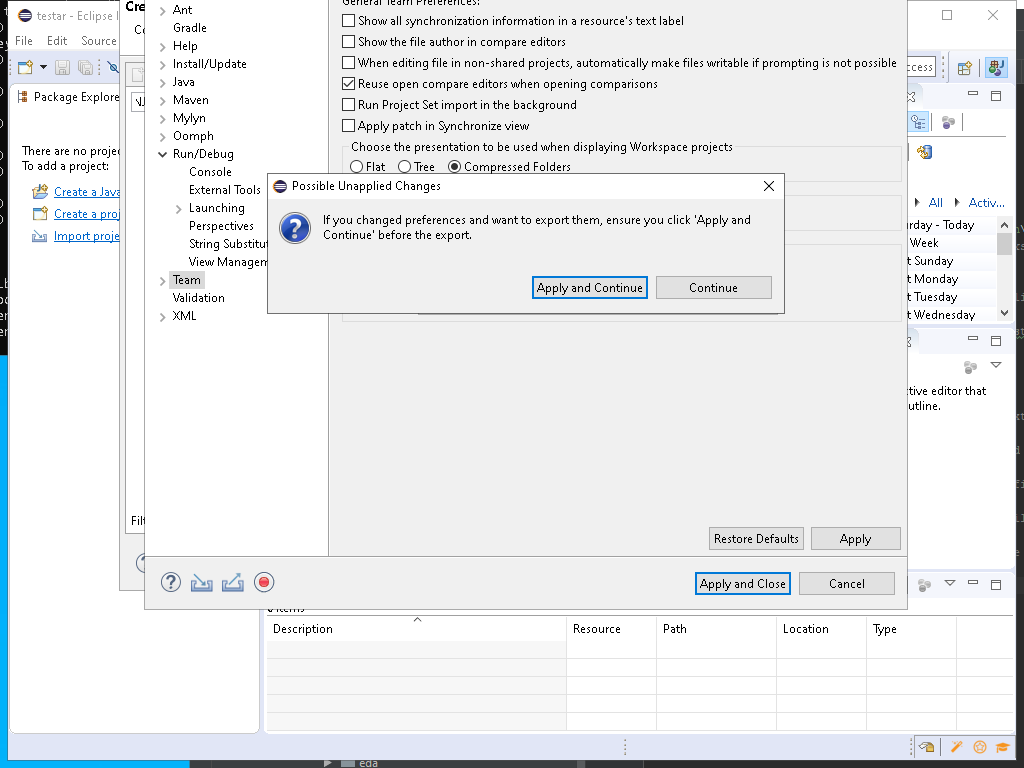 testar - Eclipse I
Cre
File Edit Source
Co
cess
Package Explore
There are no projec
To add a project:
Create a Java
Create a proj
Import proje
Filt
Ant
Gradle
Help
Install/Update
Java
Maven
Mylyn
Oomph
Run/Debug
Console
External Tools
Launching
Perspectives
String Substitut
View Managem
Team
Validation
XML
General Team Preferences:
Show all synchronization information in a resource's text label
Show the file author in compare editors
When editing file in non-shared projects, automatically make files writable if prompting is not possible
Reuse open compare editors when opening comparisons
Run Project Set import in the background
Apply patch in Synchronize view
Choose the presentation to be used when displaying Workspace projects
Flat Tree Compressed Folders
Possible Unapplied Changes
If you changed preferences and want to export them, ensure you click 'Apply and
Continue' before the export.
Apply and Continue Continue
Restore Defaults Apply
Apply and Close Cancel
All Activ...
rday - Today
Week
t Sunday
t Monday
t Tuesday
t Wednesday
tive editor that
utline.
Description Resource Path Location Type
eda